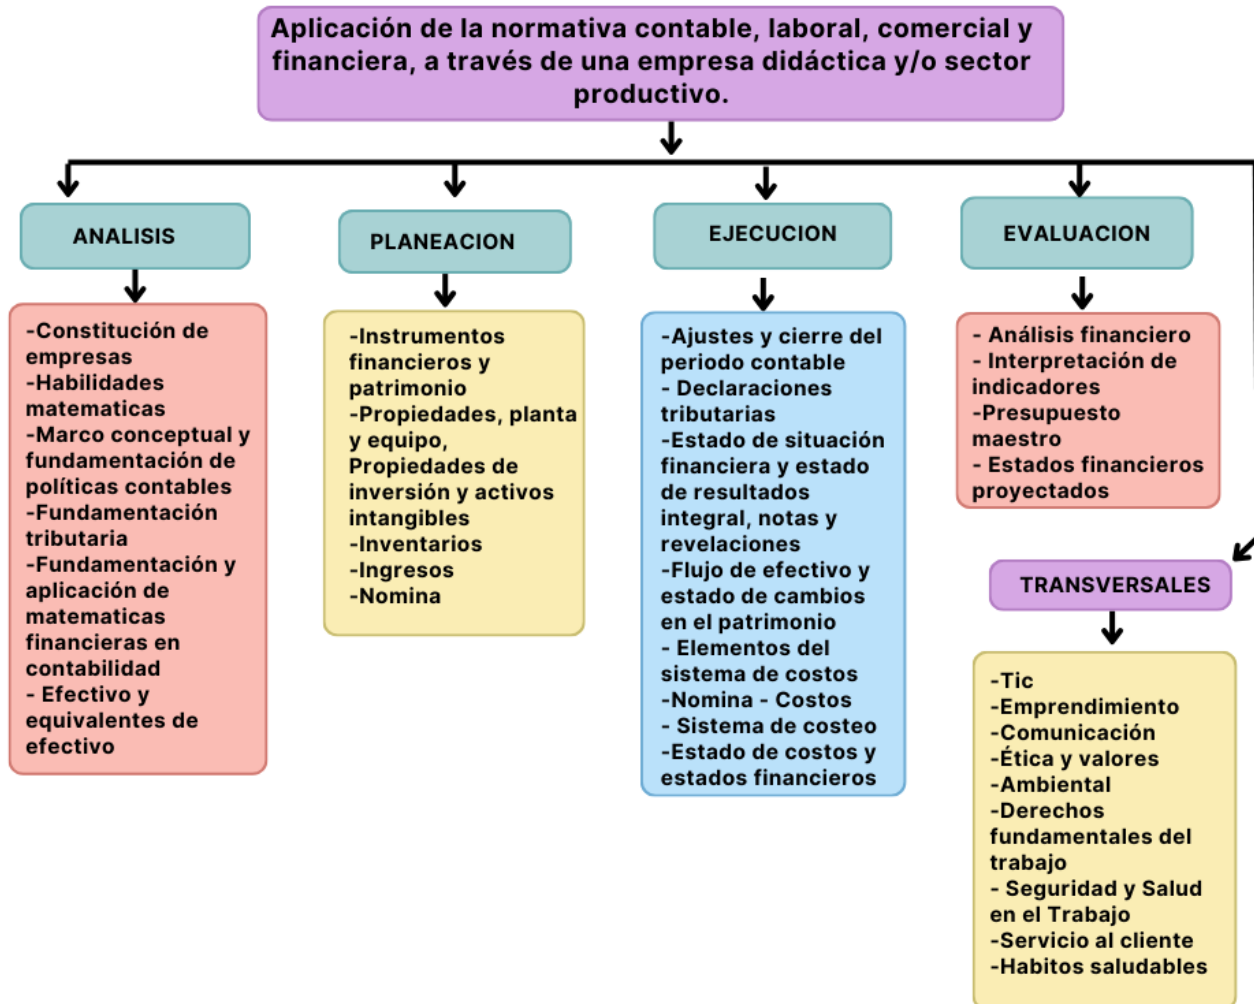 Aplicación de la normativa contable, laboral, comercial y
financiera, a través de una empresa didáctica y/o sector
productivo.
ANALISIS
-Constitución de
empresas
-Habilidades
matematicas
-Marco conceptual y
fundamentación de
políticas contables
-Fundamentación
tributaria
-Fundamentación y
aplicación de
matematicas
financieras en
contabilidad
- Efectivo y
equivalentes de
efectivo
PLANEACION
-Instrumentos
financieros y
patrimonio
-Propiedades, planta
y equipo,
Propiedades de
inversión y activos
intangibles
-Inventarios
-Ingresos
-Nomina
EJECUCION
-Ajustes y cierre del
periodo contable
- Declaraciones
tributarias
-Estado de situación
financiera y estado
de resultados
integral, notas y
revelaciones
-Flujo de efectivo y
estado de cambios
en el patrimonio
- Elementos del
sistema de costos
-Nomina - Costos
- Sistema de costeo
-Estado de costos y
estados financieros
EVALUACION
- Análisis financiero
- Interpretación de
indicadores
-Presupuesto
maestro
- Estados financieros
proyectados
TRANSVERSALES
-Tic
-Emprendimiento
-Comunicación
-Ética y valores
-Ambiental
-Derechos
fundamentales del
trabajo
- Seguridad y Salud
en el Trabajo
-Servicio al cliente
-Habitos saludables